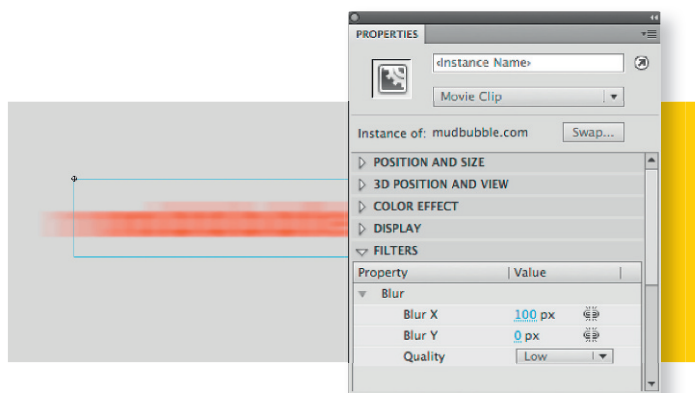 PROPERTIES
‹Instance Name›
Movie Clip
Instance of: mudbubble.com Swap...
POSITION AND SIZE
3D POSITION AND VIEW
COLOR EFFECT
DISPLAY
FILTERS
Property Value
Blur
Blur X 100 px
Blur Y 0 px
Quality Low